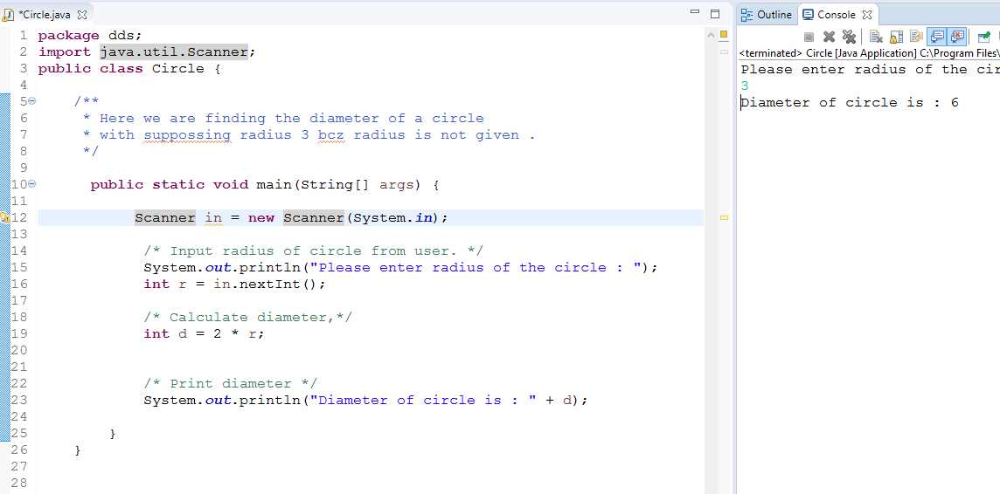 *Circle.java
1 package dds;
2 import java.util.Scanner;
3 public class Circle {
4
5 /**
6 * Here we are finding the diameter of a circle
7 * with suppossing radius 3 bcz radius is not given .
8 */
9
10 public static void main(String[] args) {
11
12 Scanner in = new Scanner(System.in);
13
14 /* Input radius of circle from user. */
15 System.out.println("Please enter radius of the circle : ");
16 int r = in.nextInt();
17
18 /* Calculate diameter,*/
19 int d = 2 * r;
20
21
22 /* Print diameter */
23 System.out.println("Diameter of circle is : " + d);
24
25 }
26 }
27
28
Outline Console
<terminated> Circle [Java Application] C:\Program Files\
Please enter radius of the cir
3
Diameter of circle is : 6